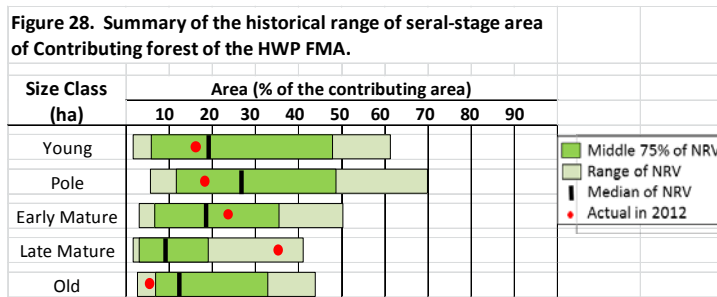 Figure 28. Summary of the historical range of seral-stage area
of Contributing forest of the HWP FMA.
Size Class
(ha)
Area (% of the contributing area)
10 20 30 40 50 60 70 80 90
Young
Pole
Early Mature
Late Mature
Old
Middle 75% of NRV
Range of NRV
Median of NRV
Actual in 2012